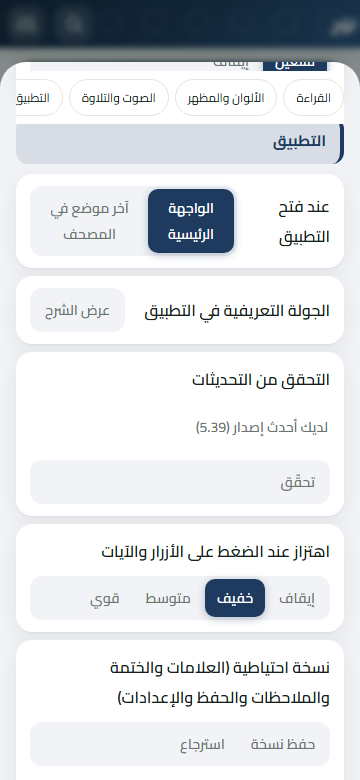 تشغيل إيقاف
القراءة الألوان والمظهر الصوت والتلاوة التطبيق
التطبيق
عند فتح التطبيق
الواجهة الرئيسية
آخر موضع في المصحف
الجولة التعريفية في التطبيق
عرض الشرح
التحقق من التحديثات
لديك أحدث إصدار (5.39)
تحقّق
اهتزاز عند الضغط على الأزرار والآيات
إيقاف خفيف متوسط قوي
نسخة احتياطية (العلامات والختمة
والملاحظات والحفظ والإعدادات)
حفظ نسخة استرجاع